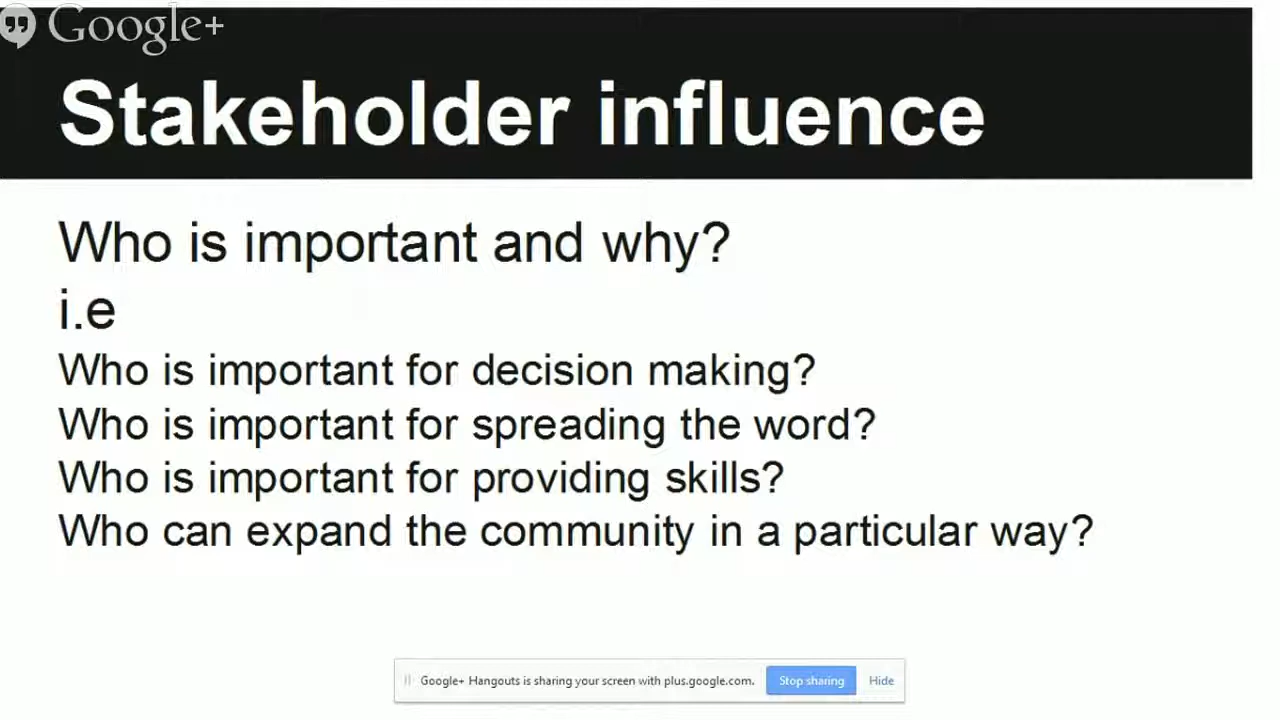 Google+
Stakeholder influence
Who is important and why?
i.e
Who is important for decision making?
Who is important for spreading the word?
Who is important for providing skills?
Who can expand the community in a particular way?
Google+ Hangouts is sharing your screen with plus.google.com. Stop sharing Hide